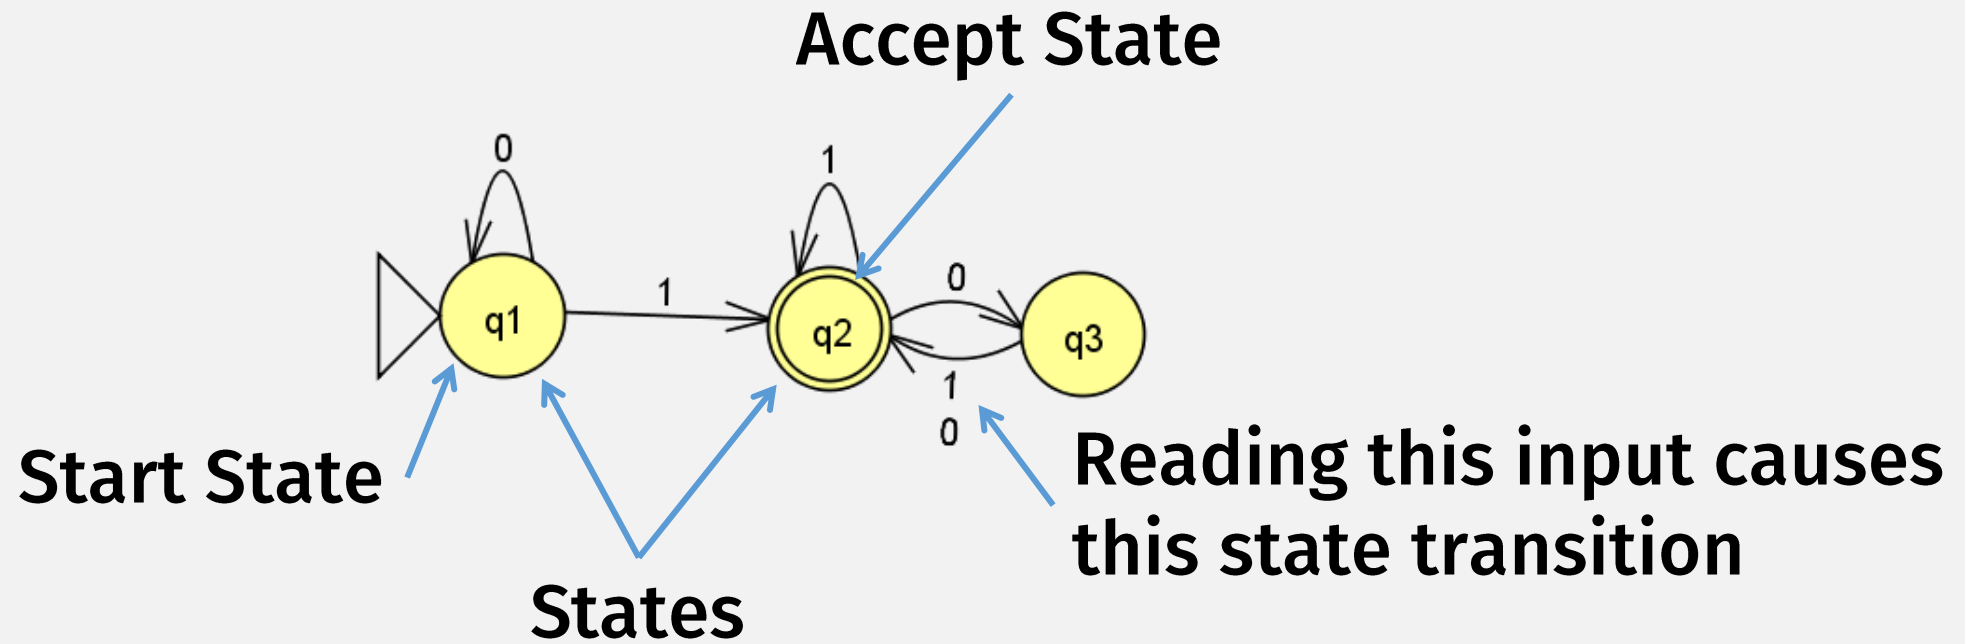 Accept State
0
1
1
0
q1
q2
q3
1
0
Start State
Reading this input causes
this state transition
States